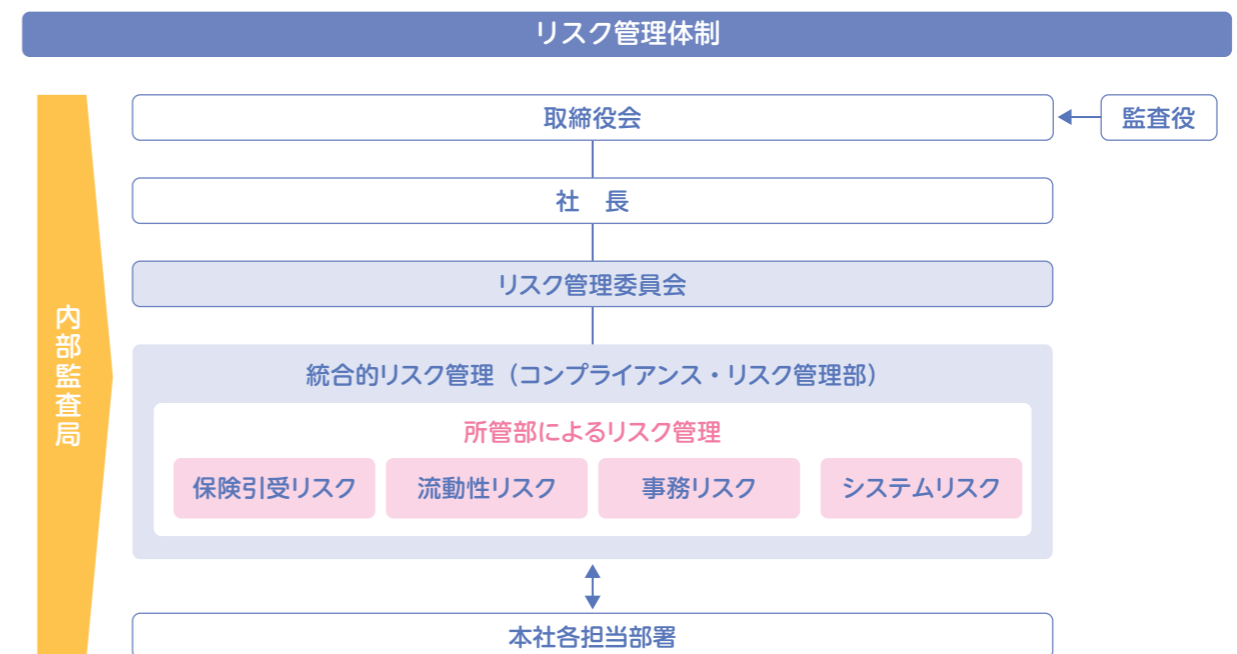 リスク管理体制
取締役会
監査役
社　長
リスク管理委員会
内部監査局
統合的リスク管理（コンプライアンス・リスク管理部）
所管部によるリスク管理
保険引受リスク
流動性リスク
事務リスク
システムリスク
本社各担当部署